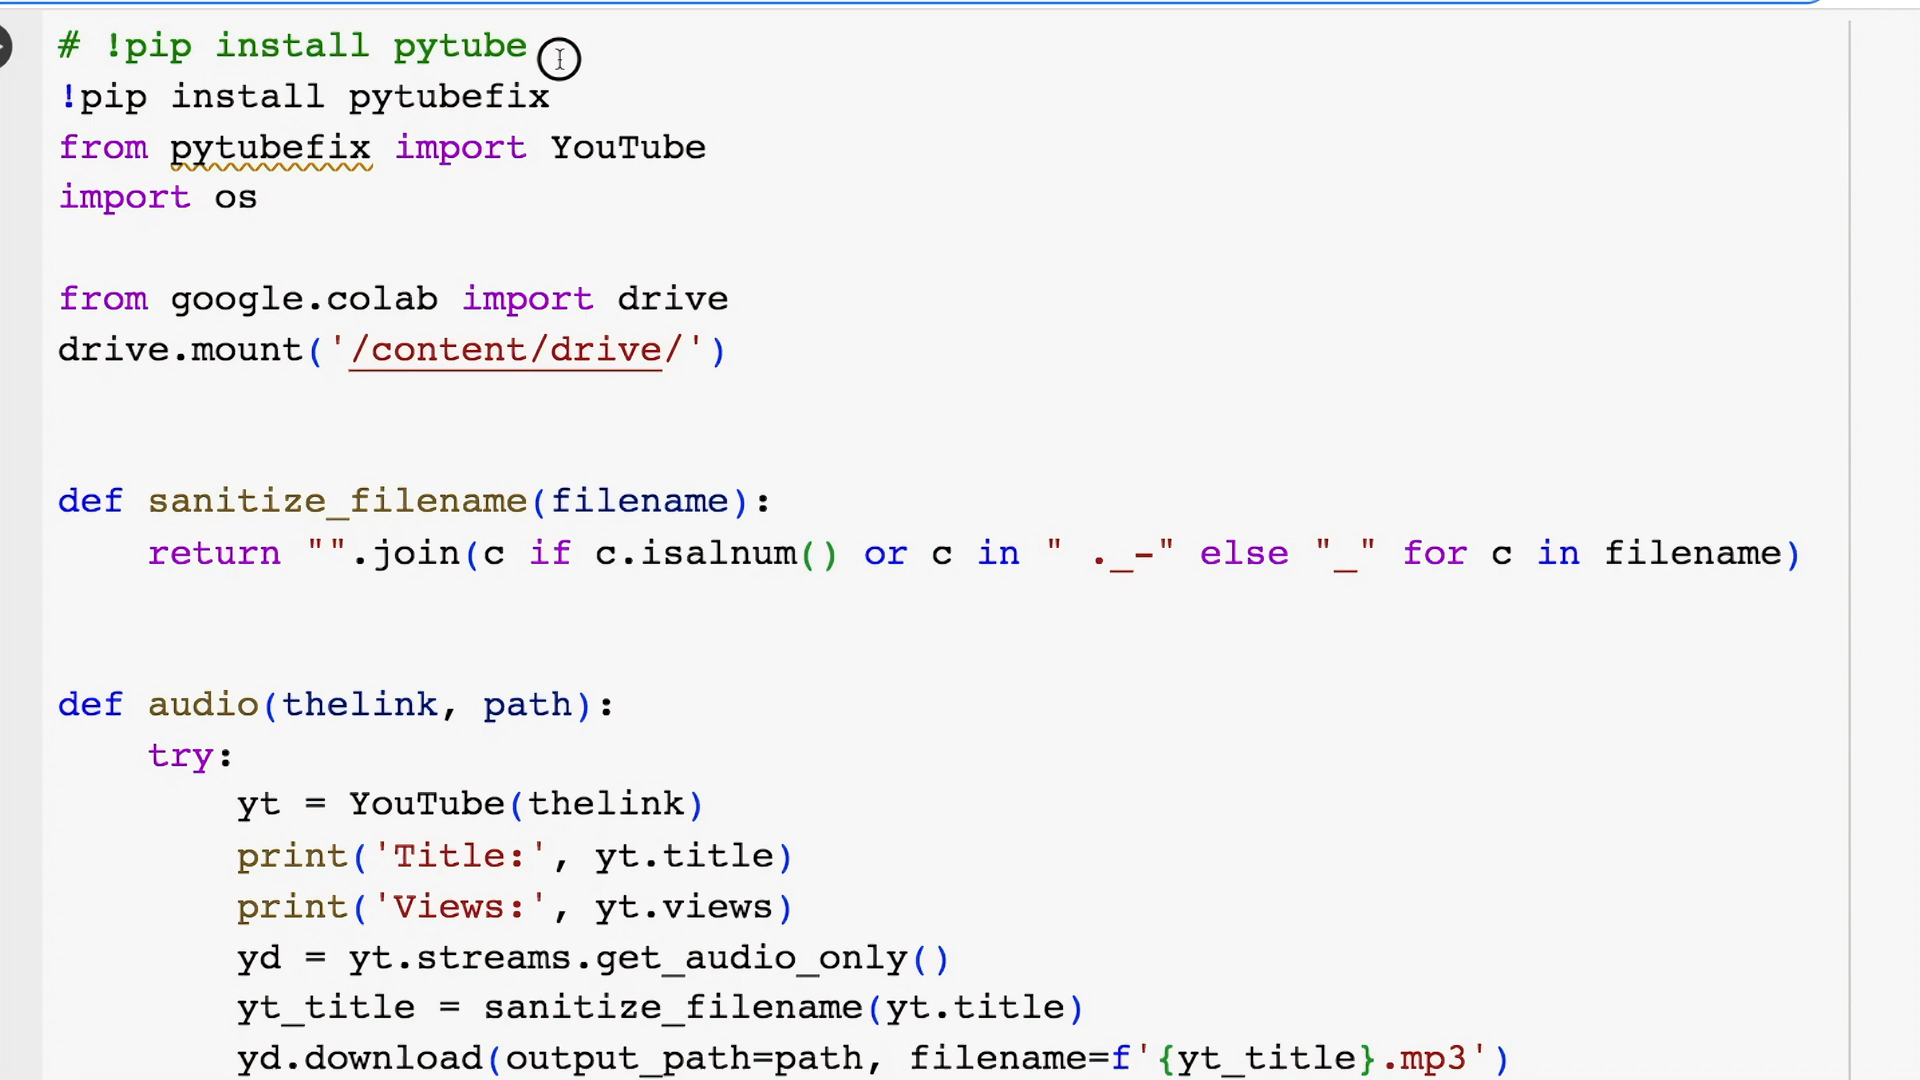 # !pip install pytube
!pip install pytubefix
from pytubefix import YouTube
import os
from google.colab import drive
drive.mount('/content/drive/')
def sanitize_filename(filename):
    return "".join(c if c.isalnum() or c in " ._-" else "_" for c in filename)
def audio(thelink, path):
    try:
        yt = YouTube(thelink)
        print('Title:', yt.title)
        print('Views:', yt.views)
        yd = yt.streams.get_audio_only()
        yt_title = sanitize_filename(yt.title)
        yd.download(output_path=path, filename=f'{yt_title}.mp3')